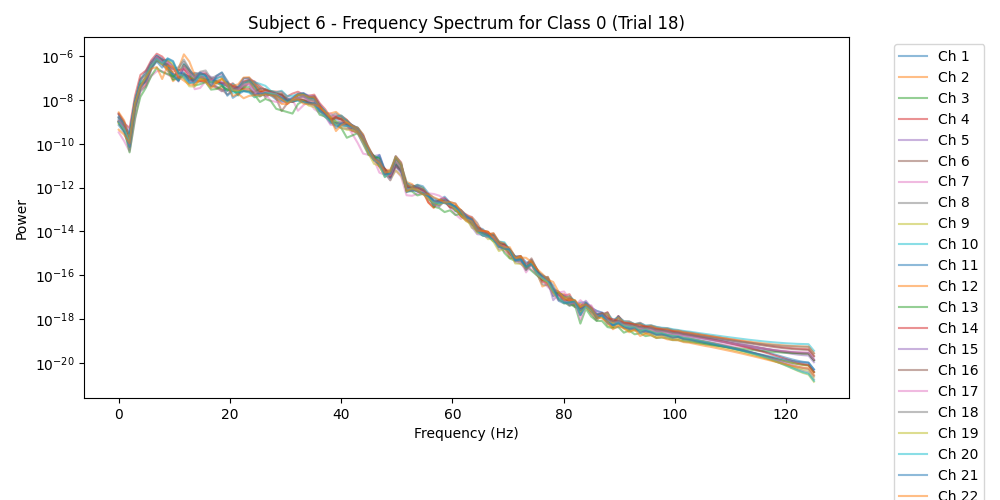 Subject 6 - Frequency Spectrum for Class 0 (Trial 18)
Power
10^-6
10^-8
10^-10
10^-12
10^-14
10^-16
10^-18
10^-20
0 20 40 60 80 100 120
Frequency (Hz)
Ch 1
Ch 2
Ch 3
Ch 4
Ch 5
Ch 6
Ch 7
Ch 8
Ch 9
Ch 10
Ch 11
Ch 12
Ch 13
Ch 14
Ch 15
Ch 16
Ch 17
Ch 18
Ch 19
Ch 20
Ch 21
Ch 22